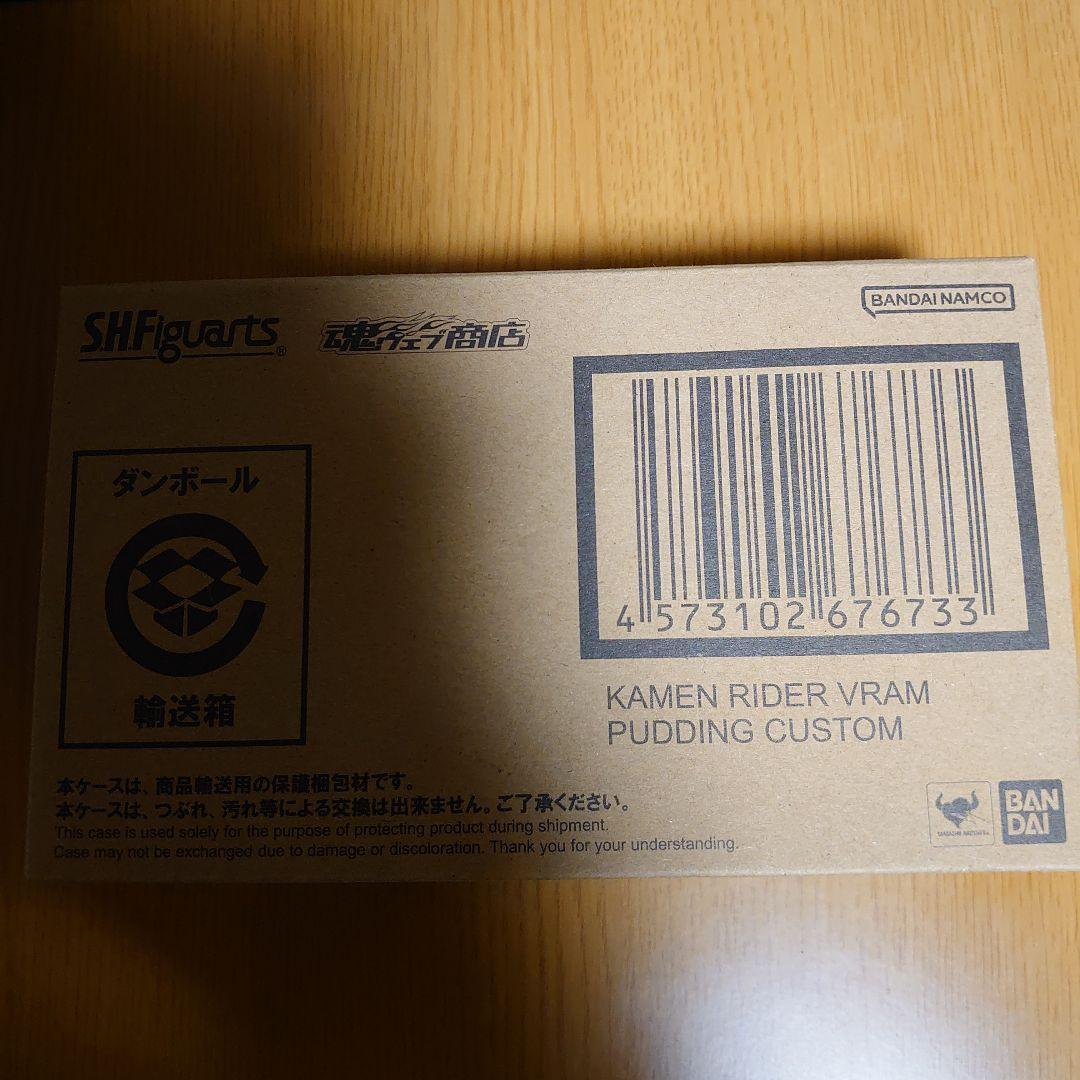 S.H.Figuarts®
魂ウェブ商店
BANDAI NAMCO
ダンボール
輸送箱
4 573102 676733
KAMEN RIDER VRAM
PUDDING CUSTOM
本ケースは、商品輸送用の保護梱包材です。
本ケースは、つぶれ、汚れ等による交換は出来ません。ご了承ください。
This case is used solely for the purpose of protecting product during shipment.
Case may not be exchanged due to damage or discoloration. Thank you for your understanding.
BAN
DAI